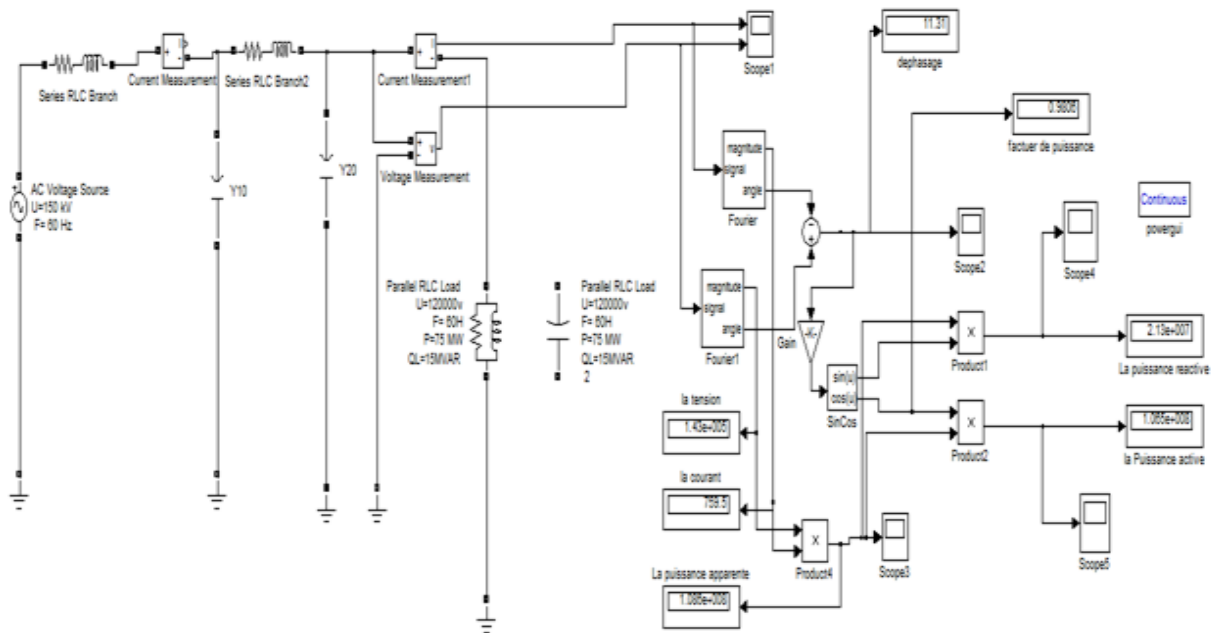 11.31
dephasage
Scope1
Current Measurement
Series RLC Branch2
Current Measurement1
Series RLC Branch
0.9806
factuer de puissance
magnitude
signal
angle
Fourier
Voltage Measurement
Y20
Y10
AC Voltage Source
U=150 kV
F= 60 Hz
Continuous
powergui
Scope2
Scope4
Parallel RLC Load
U=120000v
F= 60H
P=75 MW
QL=15MVAR
Parallel RLC Load
U=120000v
F= 60H
P=75 MW
QL=15MVAR
2
magnitude
signal
angle
Fourier1
-K-
Gain
X
Product1
2.13e+007
La puissance reactive
sin(u)
cos(u)
SinCos
la tension
1.43e+005
X
Product2
1.065e+008
la Puissance active
la courant
759.5
X
Product4
Scope3
Scope5
La puissance apparente
1.086e+008